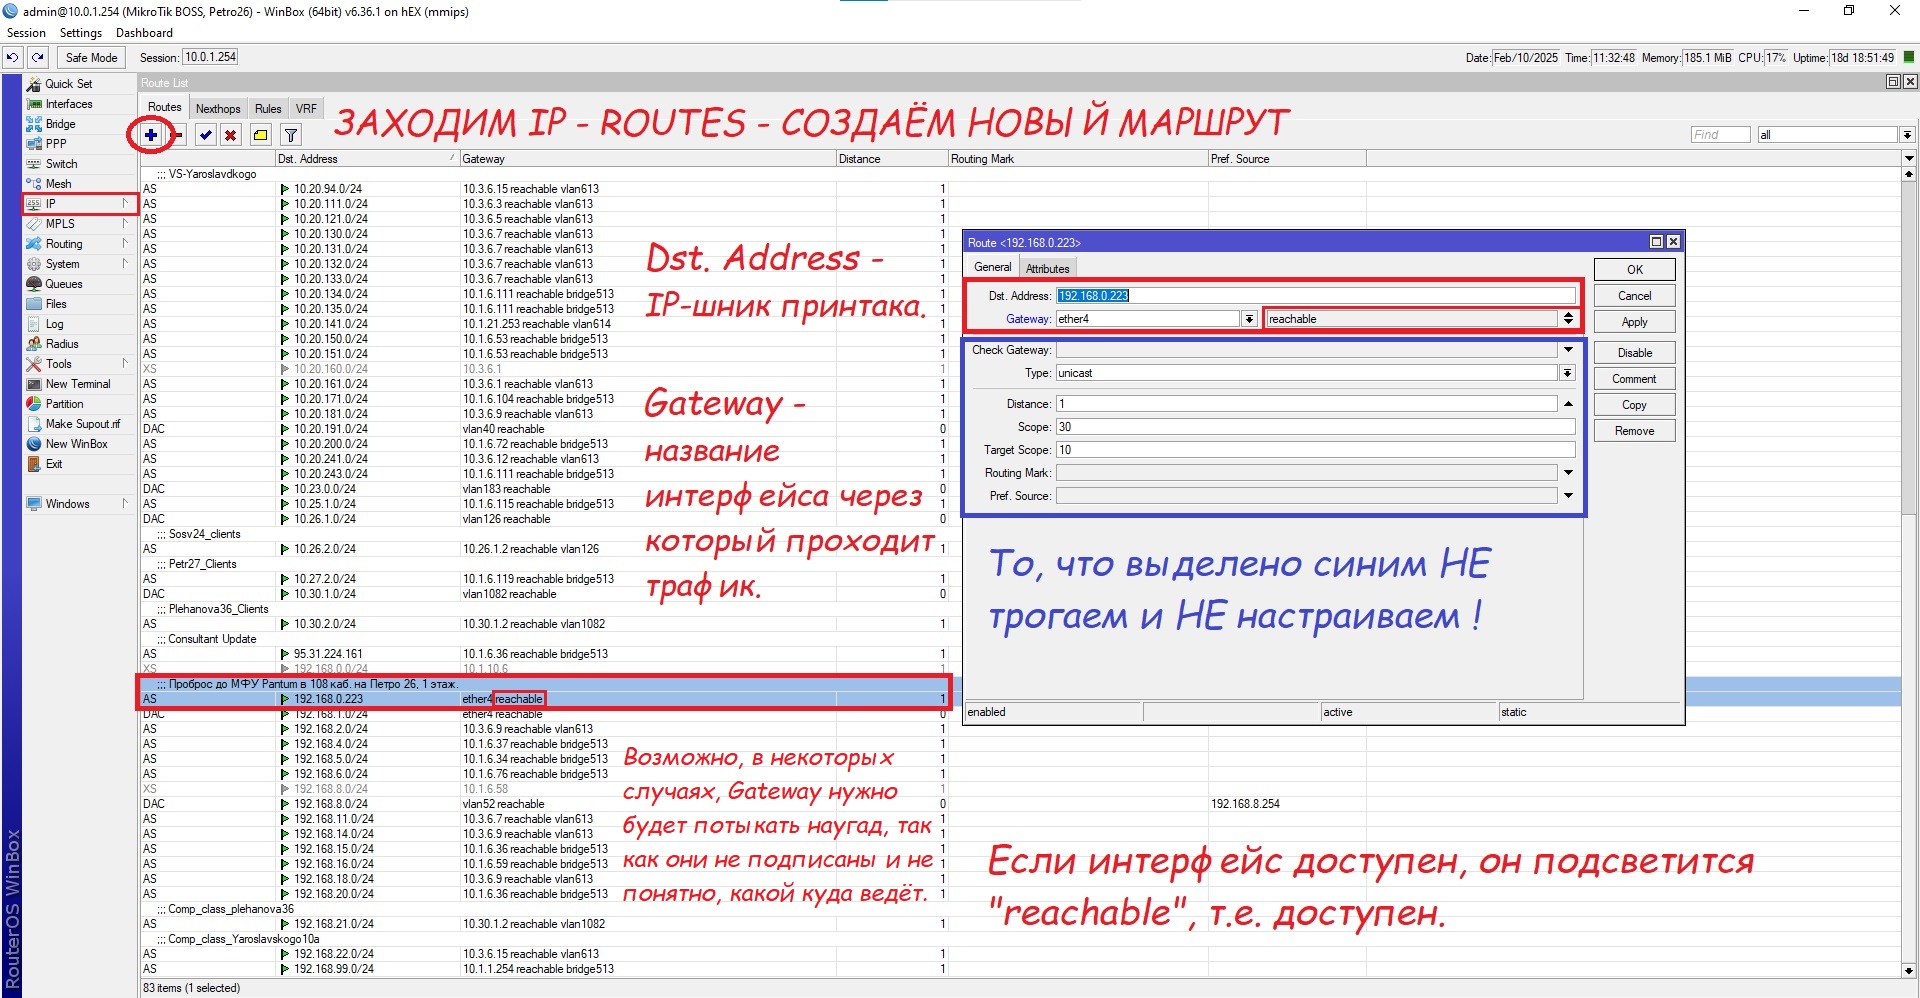 admin@10.0.1.254 (MikroTik BOSS, Petro26) - WinBox (64bit) v6.36.1 on hEX (mmips)
Session Settings Dashboard
Safe Mode Session: 10.0.1.254 Date: Feb/10/2025 Time: 11:32:48 Memory: 185.1 MiB CPU: 17% Uptime: 18d 18:51:49
Quick Set
Interfaces
Bridge
PPP
Switch
Mesh
IP
MPLS
Routing
System
Queues
Files
Log
Radius
Tools
New Terminal
Partition
Make Supout.rif
New WinBox
Exit
Windows
RouterOS WinBox
Route List
Routes Nexthops Rules VRF
ЗАХОДИМ IP - ROUTES - СОЗДАЁМ НОВЫЙ МАРШРУТ
Find all
Dst. Address Gateway Distance Routing Mark Pref. Source
;;; VS-Yaroslavdkogo
AS 10.20.94.0/24 10.3.6.15 reachable vlan613 1
AS 10.20.111.0/24 10.3.6.3 reachable vlan613 1
AS 10.20.121.0/24 10.3.6.5 reachable vlan613 1
AS 10.20.130.0/24 10.3.6.7 reachable vlan613 1
AS 10.20.131.0/24 10.3.6.7 reachable vlan613 1
AS 10.20.132.0/24 10.3.6.7 reachable vlan613 1
AS 10.20.133.0/24 10.3.6.7 reachable vlan613 1
AS 10.20.134.0/24 10.1.6.111 reachable bridge513 1
AS 10.20.135.0/24 10.1.6.111 reachable bridge513 1
AS 10.20.141.0/24 10.1.21.253 reachable vlan614 1
AS 10.20.150.0/24 10.1.6.53 reachable bridge513 1
AS 10.20.151.0/24 10.1.6.53 reachable bridge513 1
XS 10.20.160.0/24 10.3.6.1 1
AS 10.20.161.0/24 10.3.6.1 reachable vlan613 1
AS 10.20.171.0/24 10.1.6.104 reachable bridge513 1
AS 10.20.181.0/24 10.3.6.9 reachable vlan613 1
DAC 10.20.191.0/24 vlan40 reachable 0
AS 10.20.200.0/24 10.1.6.72 reachable bridge513 1
AS 10.20.241.0/24 10.3.6.12 reachable vlan613 1
AS 10.20.243.0/24 10.1.6.111 reachable bridge513 1
DAC 10.23.0.0/24 vlan183 reachable 0
AS 10.25.1.0/24 10.1.6.115 reachable bridge513 1
DAC 10.26.1.0/24 vlan126 reachable 0
;;; Sosv24_clients
AS 10.26.2.0/24 10.26.1.2 reachable vlan126 1
;;; Petr27_Clients
AS 10.27.2.0/24 10.1.6.119 reachable bridge513 1
DAC 10.30.1.0/24 vlan1082 reachable 0
;;; Plehanova36_Clients
AS 10.30.2.0/24 10.30.1.2 reachable vlan1082 1
;;; Consultant Update
AS 95.31.224.161 10.1.6.36 reachable bridge513 1
XS 192.168.0.0/24 10.1.10.6 1
;;; Проброс до МФУ Pantum в 108 каб. на Петро 26, 1 этаж.
AS 192.168.0.223 ether4 reachable 1
DAC 192.168.1.0/24 ether4 reachable 0
AS 192.168.2.0/24 10.3.6.9 reachable vlan613 1
AS 192.168.4.0/24 10.1.6.37 reachable bridge513 1
AS 192.168.5.0/24 10.1.6.34 reachable bridge513 1
AS 192.168.6.0/24 10.1.6.76 reachable bridge513 1
XS 192.168.8.0/24 10.1.6.58 1
DAC 192.168.8.0/24 vlan52 reachable 0 192.168.8.254
AS 192.168.11.0/24 10.3.6.7 reachable vlan613 1
AS 192.168.14.0/24 10.3.6.9 reachable vlan613 1
AS 192.168.15.0/24 10.1.6.36 reachable bridge513 1
AS 192.168.16.0/24 10.1.6.59 reachable bridge513 1
AS 192.168.18.0/24 10.3.6.9 reachable vlan613 1
AS 192.168.20.0/24 10.1.6.36 reachable bridge513 1
;;; Comp_class_plehanova36
AS 192.168.21.0/24 10.30.1.2 reachable vlan1082 1
;;; Comp_class_Yaroslavskogo10a
AS 192.168.22.0/24 10.3.6.15 reachable vlan613 1
AS 192.168.99.0/24 10.1.1.254 reachable bridge513 1
83 items (1 selected)
Dst. Address -
IP-шник принтака.
Gateway -
название
интерфейса через
который проходит
трафик.
Возможно, в некоторых
случаях, Gateway нужно
будет потыкать наугад, так
как они не подписаны и не
понятно, какой куда ведёт.
Route <192.168.0.223>
General Attributes
Dst. Address: 192.168.0.223
Gateway: ether4 reachable
Check Gateway:
Type: unicast
Distance: 1
Scope: 30
Target Scope: 10
Routing Mark:
Pref. Source:
OK
Cancel
Apply
Disable
Comment
Copy
Remove
То, что выделено синим НЕ
трогаем и НЕ настраиваем !
enabled active static
Если интерфейс доступен, он подсветится
"reachable", т.е. доступен.